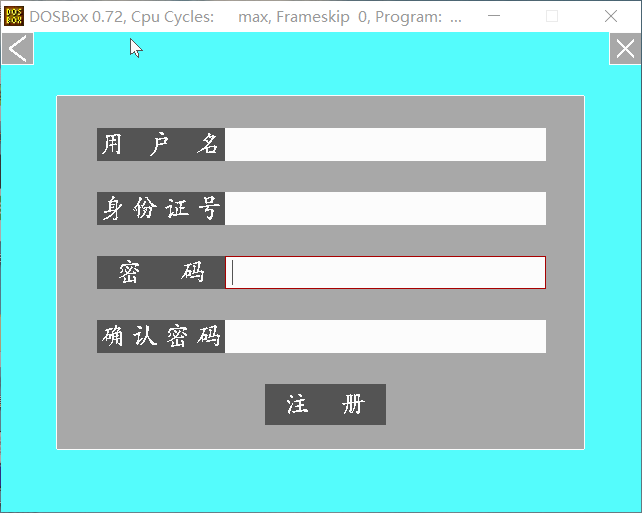 DOSBox 0.72, Cpu Cycles: max, Frameskip 0, Program: ...
用户名
身份证号
密码
确认密码
注册